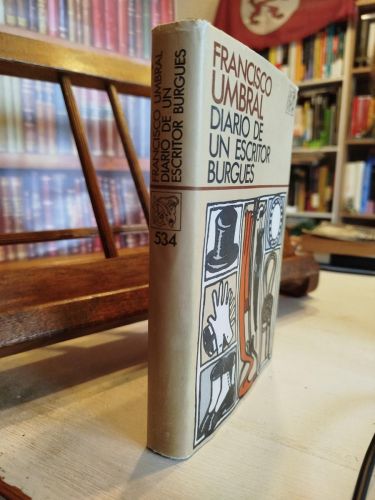 FRANCISCO
UMBRAL
DIARIO DE
UN ESCRITOR
BURGUES
FRANCISCO UMBRAL
DIARIO DE UN
ESCRITOR BURGUES
534